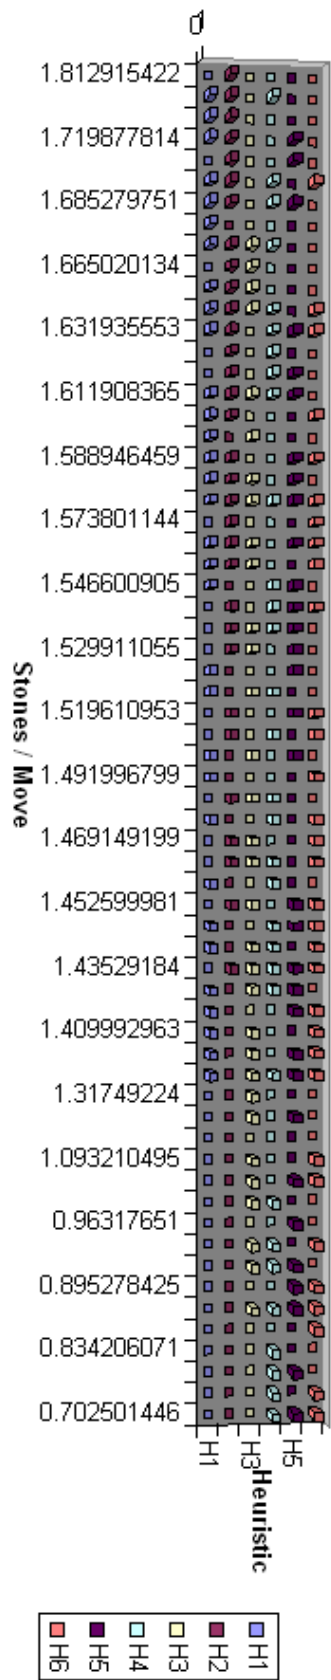 0
1.812915422
1.719877814
1.685279751
1.665020134
1.631935553
1.611908365
1.588946459
1.573801144
1.546600905
1.529911055
1.519610953
1.491996799
1.469149199
1.452599981
1.43529184
1.409992963
1.31749224
1.093210495
0.96317651
0.895278425
0.834206071
0.702501446
Stones / Move
H1
H3
H5
Heuristic
H1
H2
H3
H4
H5
H6